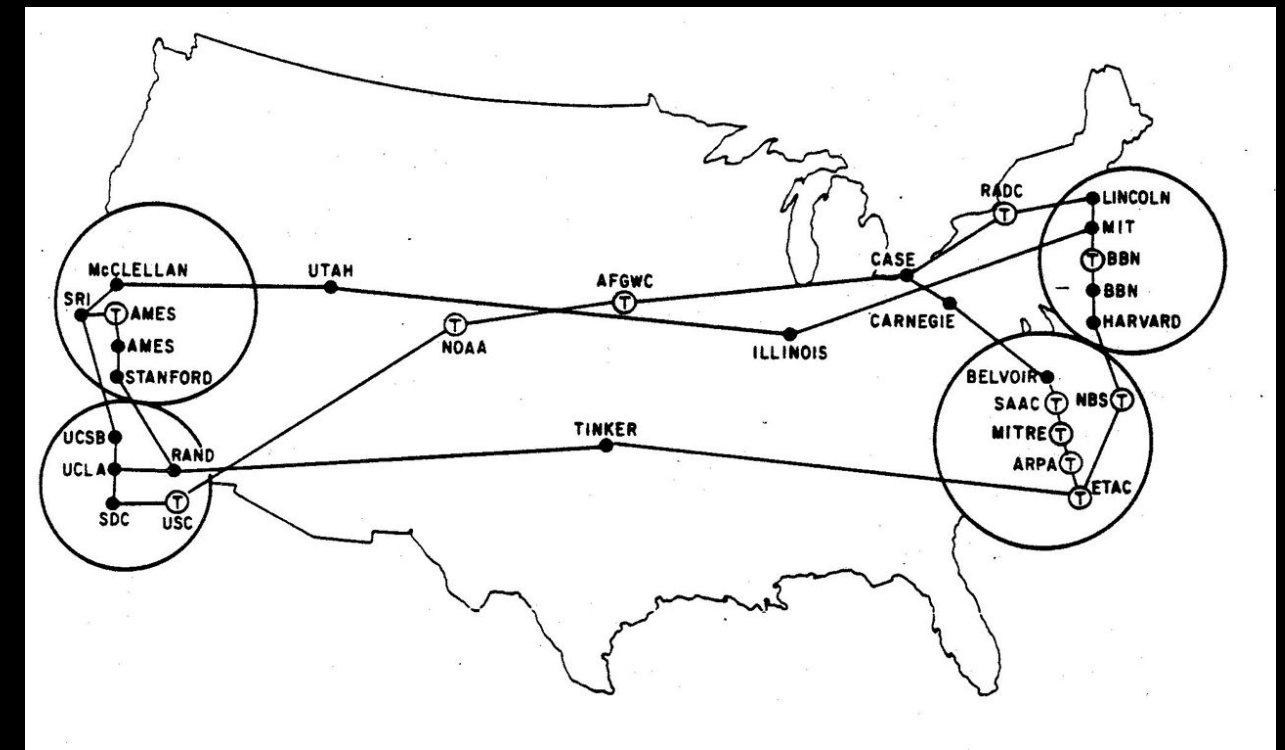 RADC
LINCOLN
MIT
CASE
BBN
McCLELLAN
UTAH
AFGWC
BBN
SRI
T
AMES
T
T
T
T
CARNEGIE
HARVARD
AMES
NOAA
ILLINOIS
STANFORD
BELVOIR
SAAC
T
NBS
T
UCSB
TINKER
MITRE
T
UCLA
RAND
ARPA
T
SDC
T
USC
T
ETAC